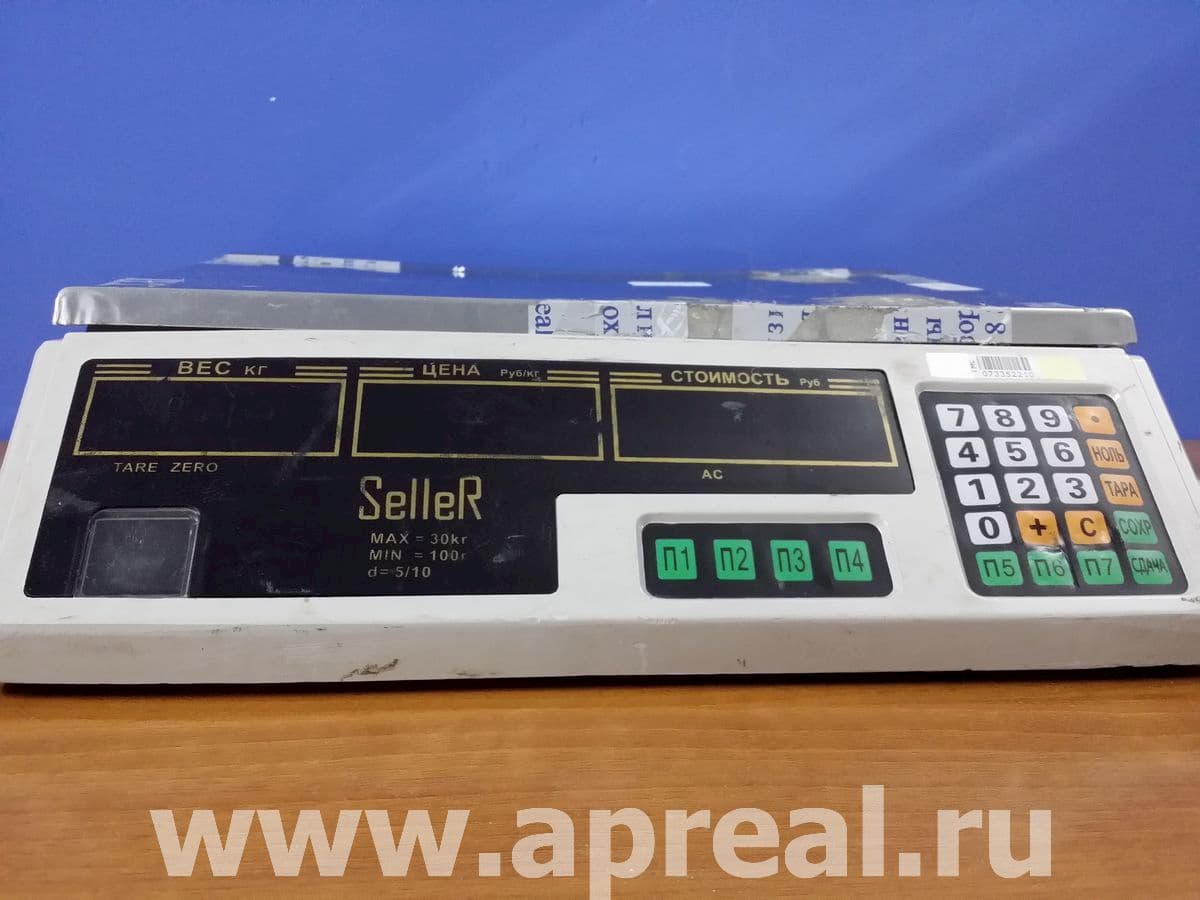 ВЕС кг
ЦЕНА Руб/кг
СТОИМОСТЬ Руб
TARE ZERO
AC
SelleR
MAX = 30кг
MIN = 100г
d= 5/10
П1 П2 П3 П4
7 8 9 •
4 5 6 НОЛЬ
1 2 3 ТАРА
0 + C СОХР
П5 П6 П7 СДАЧА
www.apreal.ru